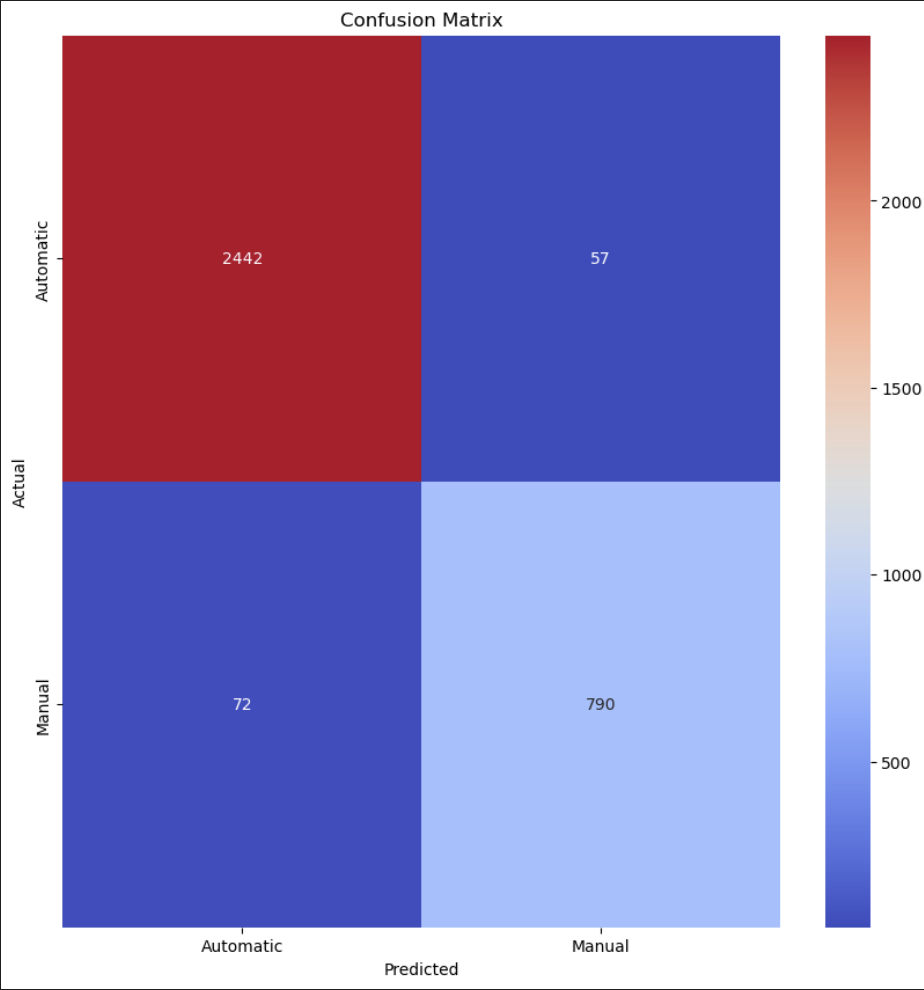 Confusion Matrix
Automatic
2442
57
2000
1500
Actual
1000
Manual
72
790
500
Automatic
Manual
Predicted